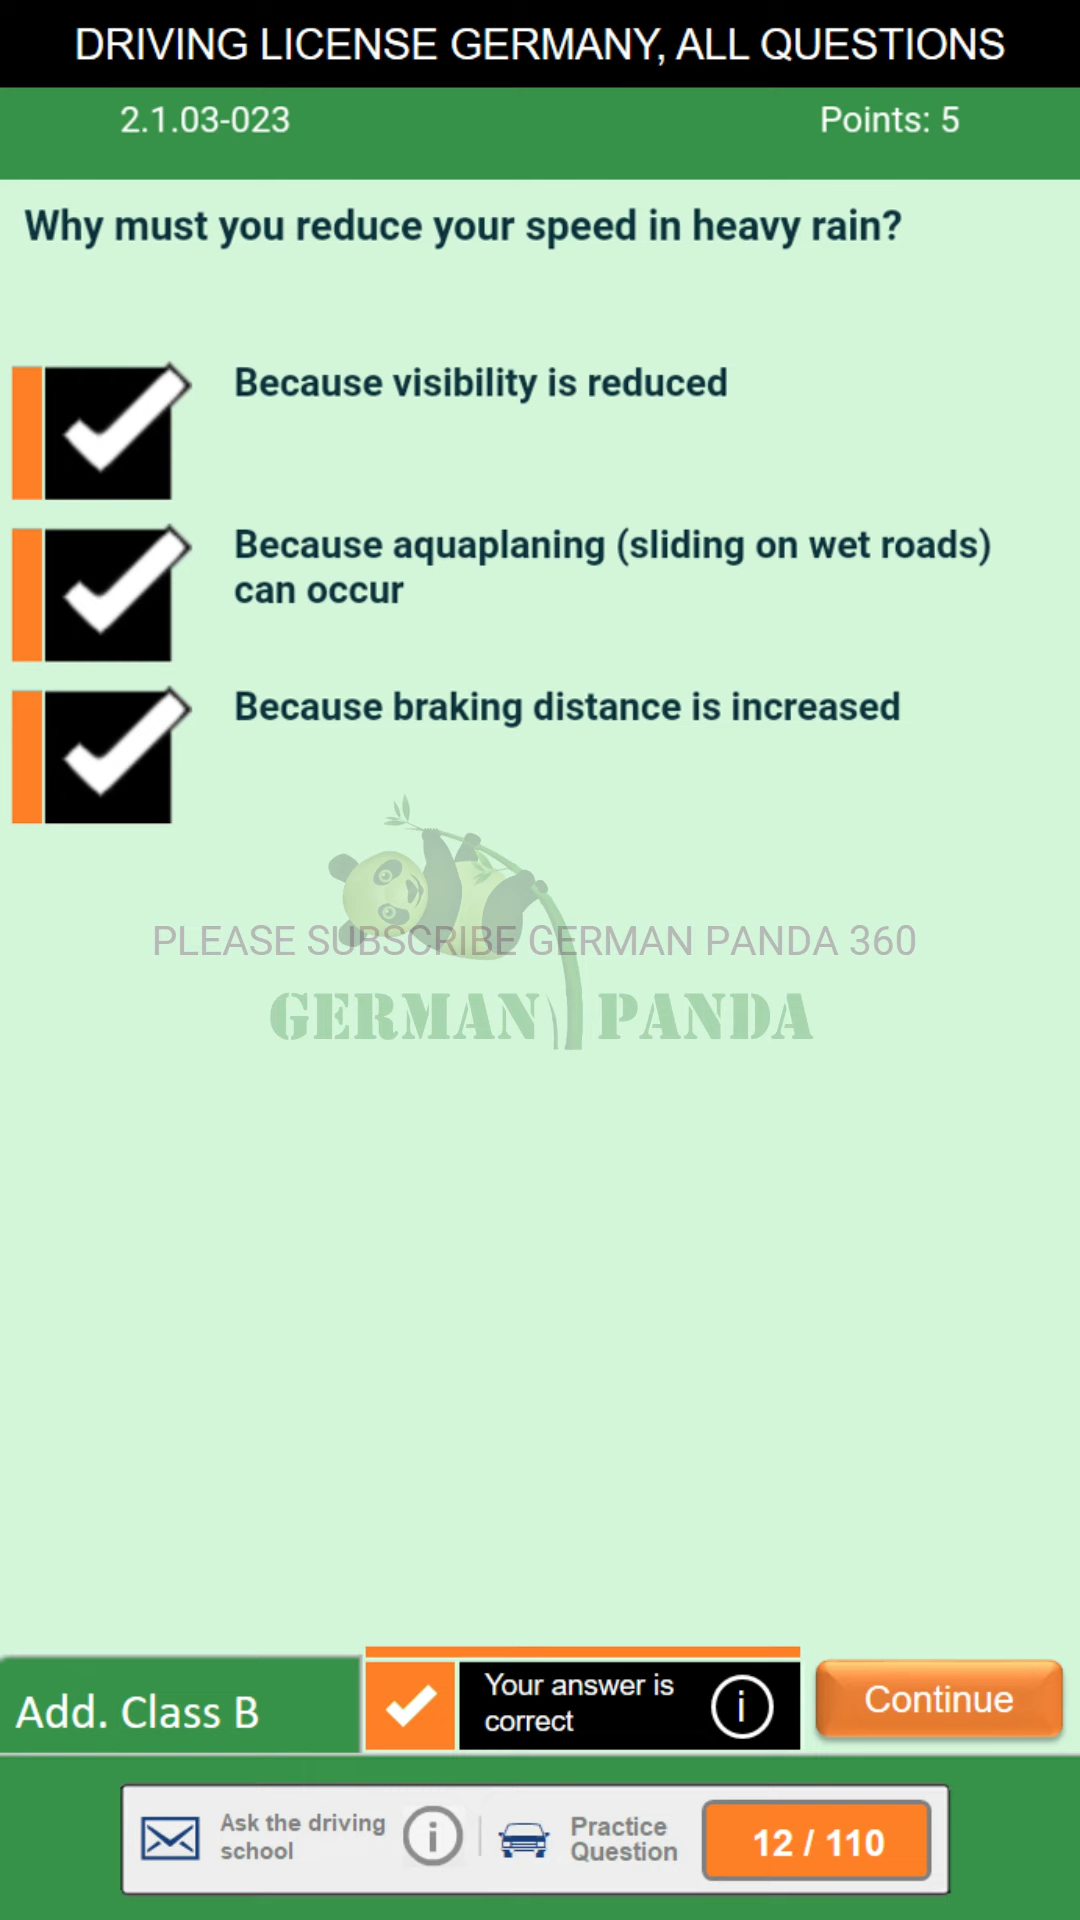 DRIVING LICENSE GERMANY, ALL QUESTIONS
2.1.03-023
Points: 5
Why must you reduce your speed in heavy rain?
Because visibility is reduced
Because aquaplaning (sliding on wet roads)
can occur
Because braking distance is increased
PLEASE SUBSCRIBE GERMAN PANDA 360
GERMAN PANDA
Add. Class B
Your answer is
correct
i
Continue
Ask the driving
school
i
Practice
Question
12 / 110